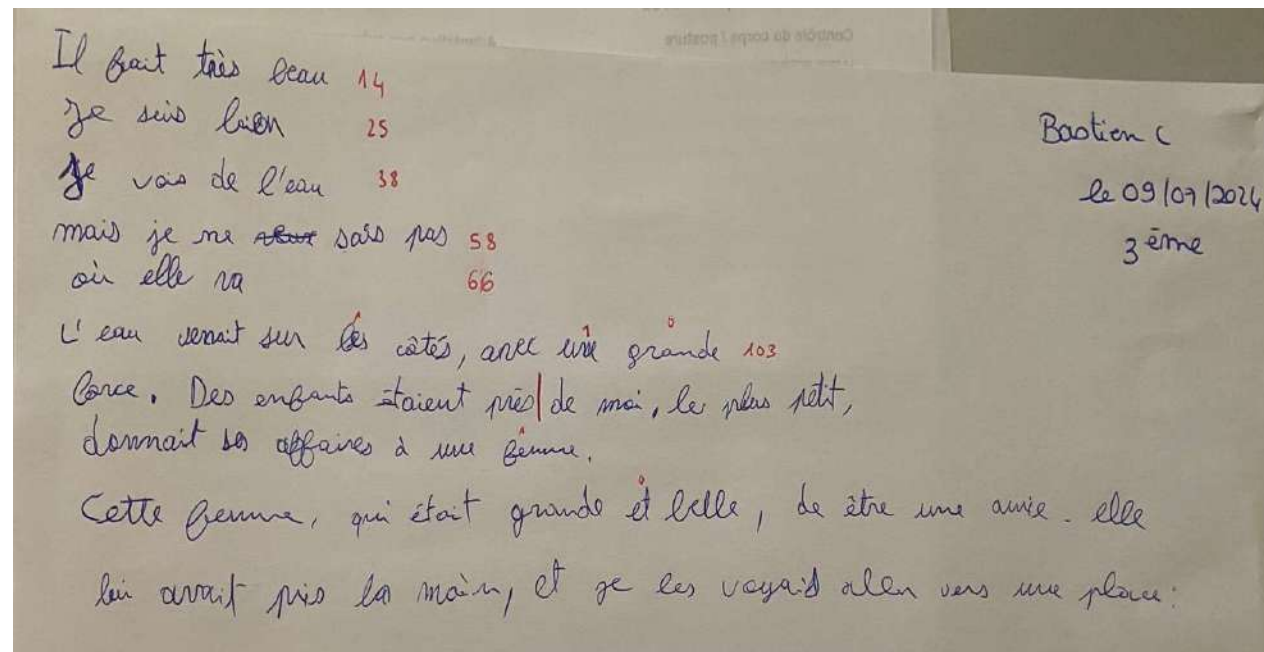 Contrôle du corps / posture
Il fait très beau 14
Je suis bien 25
Je vois de l'eau 38
mais je ne sais pas 58
où elle va 66
L'eau venait sur les côtés, avec une grande 103
force. Des enfants étaient près|de moi, le plus petit,
donnait ses affaires à une femme.
Cette femme, qui était grande et belle, de être une amie. elle
lui avait pris la main, et je les voyais aller vers une place.
Bastien C
le 09/07/2024
3ème